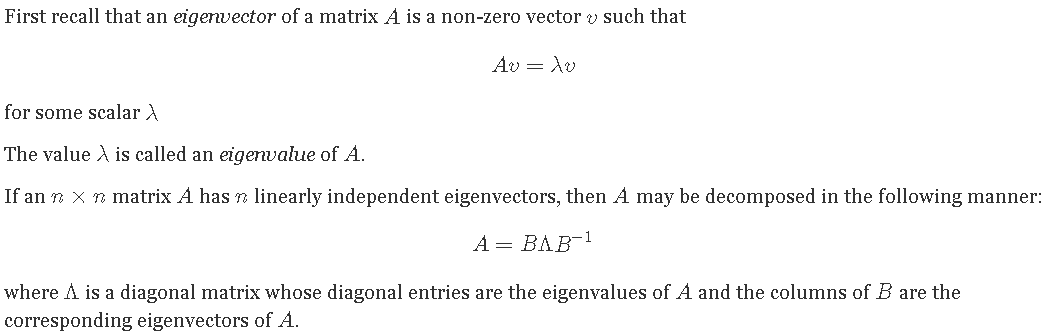 First recall that an eigenvector of a matrix A is a non-zero vector v such that
Av = λv
for some scalar λ
The value λ is called an eigenvalue of A.
If an n × n matrix A has n linearly independent eigenvectors, then A may be decomposed in the following manner:
A = BΛB⁻¹
where Λ is a diagonal matrix whose diagonal entries are the eigenvalues of A and the columns of B are the
corresponding eigenvectors of A.